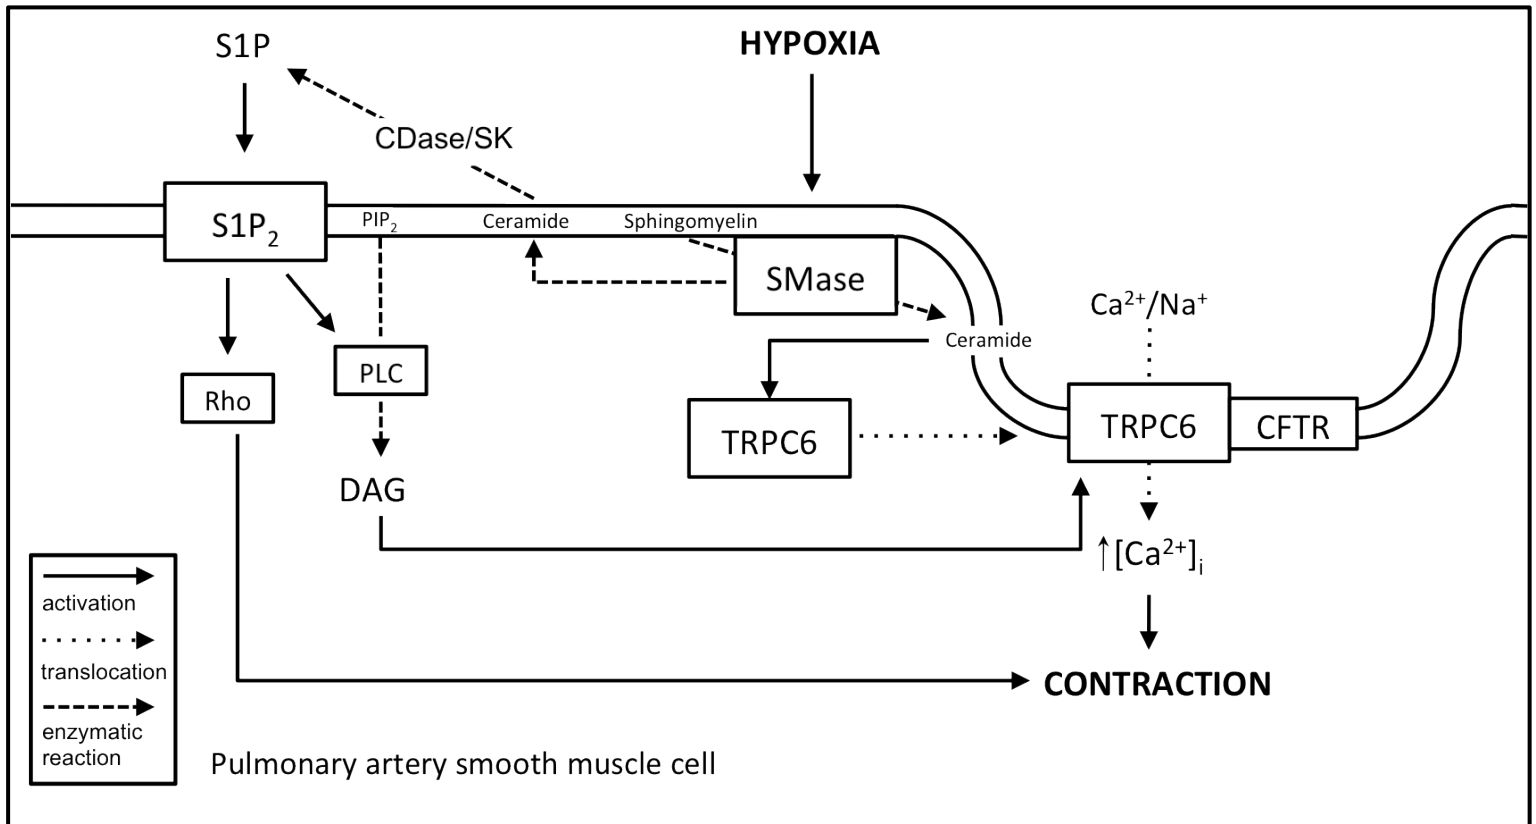 S1P
HYPOXIA
CDase/SK
S1P₂
PIP₂
Ceramide
Sphingomyelin
SMase
Ca²⁺/Na⁺
Ceramide
PLC
Rho
TRPC6
TRPC6
CFTR
DAG
↑[Ca²⁺]ᵢ
activation
translocation
enzymatic
reaction
CONTRACTION
Pulmonary artery smooth muscle cell